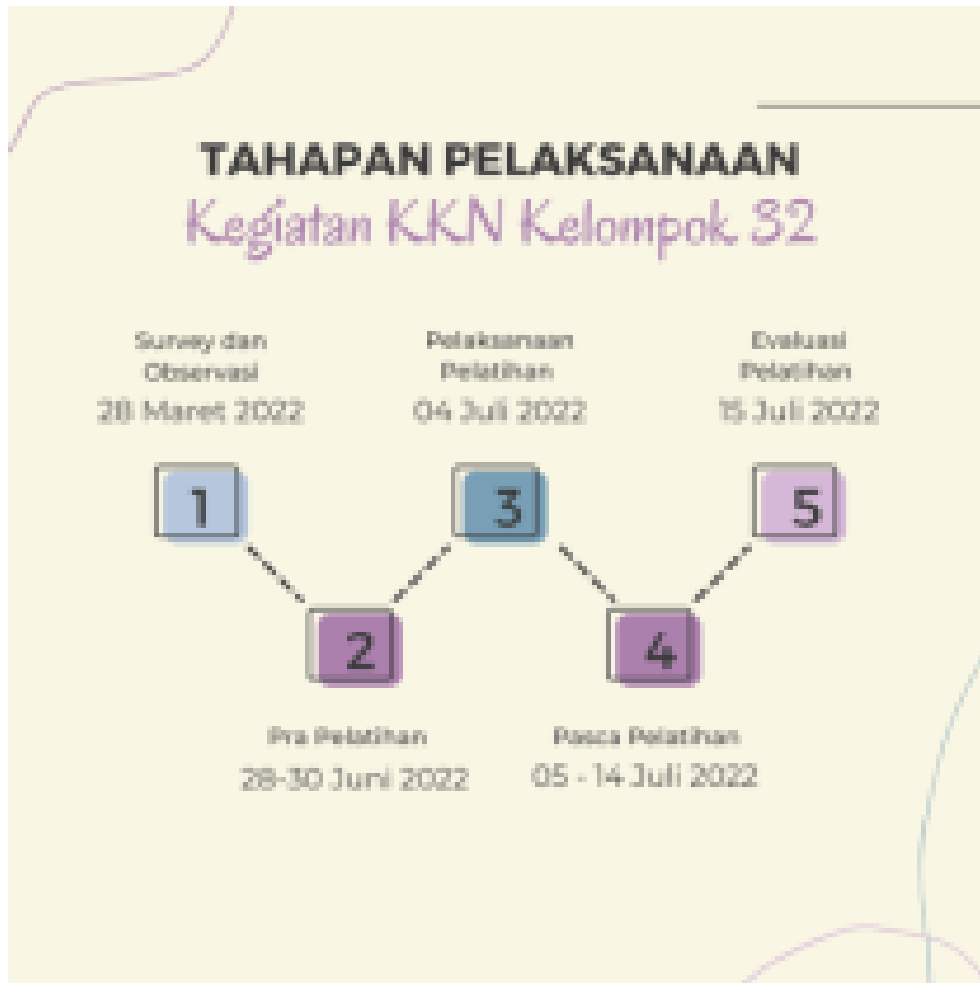 TAHAPAN PELAKSANAAN
Kegiatan KKN Kelompok 32
Survey dan
Observasi
28 Maret 2022
Pelaksanaan
Pelatihan
04 Juli 2022
Evaluasi
Pelatihan
15 Juli 2022
1
3
5
2
4
Pra Pelatihan
28-30 Juni 2022
Pasca Pelatihan
05 - 14 Juli 2022